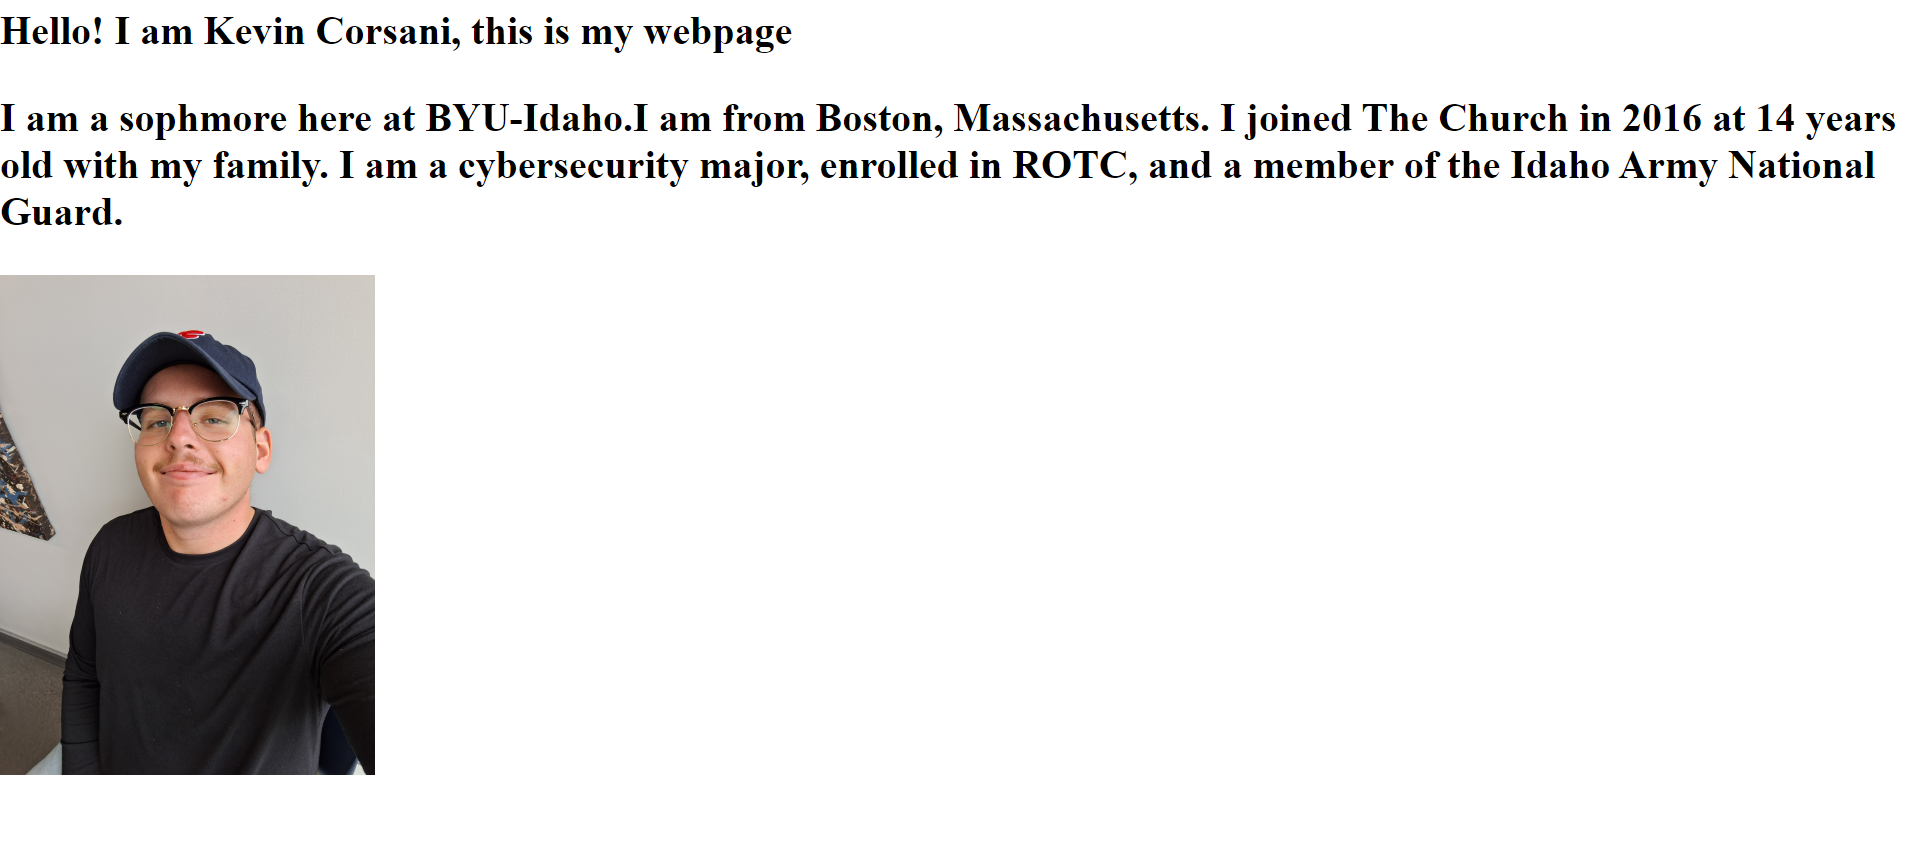 Hello! I am Kevin Corsani, this is my webpage
I am a sophmore here at BYU-Idaho.I am from Boston, Massachusetts. I joined The Church in 2016 at 14 years
old with my family. I am a cybersecurity major, enrolled in ROTC, and a member of the Idaho Army National
Guard.